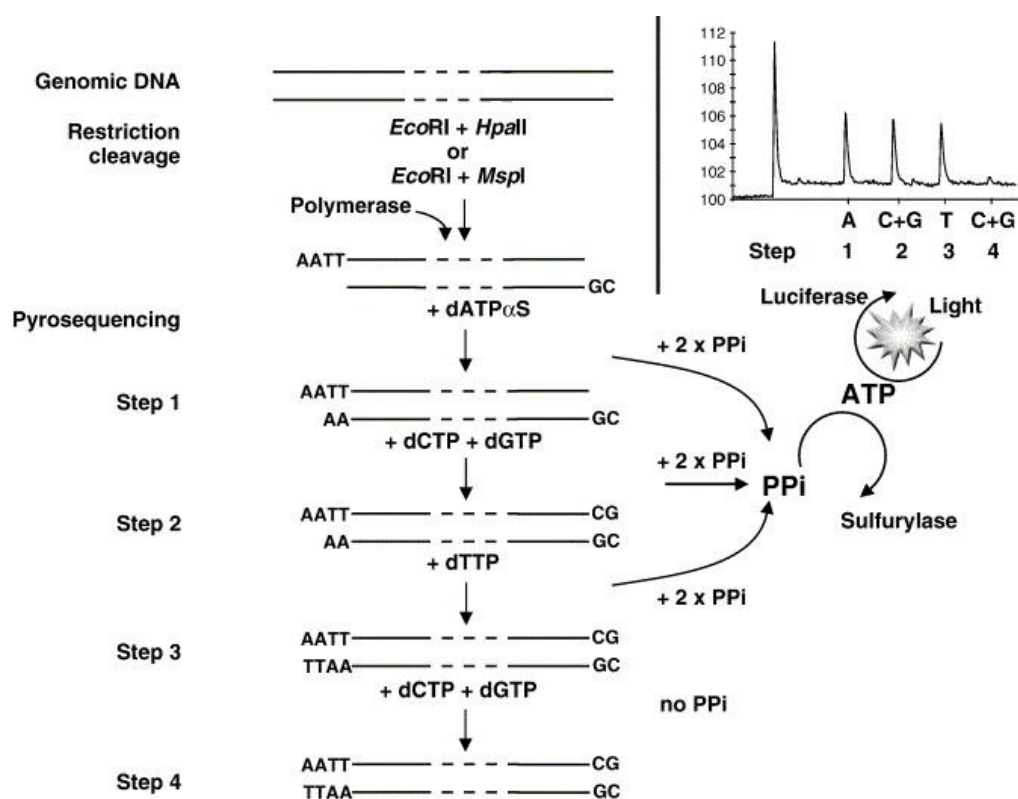 Genomic DNA
Restriction
cleavage
EcoRI + HpaII
or
EcoRI + MspI
Polymerase
AATT
GC
+ dATPαS
Pyrosequencing
Step 1
AATT
AA
GC
+ dCTP + dGTP
Step 2
AATT
CG
AA
GC
+ dTTP
Step 3
AATT
CG
TTAA
GC
+ dCTP + dGTP
Step 4
AATT
CG
TTAA
GC
112
110
108
106
104
102
100
A C+G T C+G
Step 1 2 3 4
Luciferase
Light
+ 2 x PPi
ATP
+ 2 x PPi
PPi
Sulfurylase
+ 2 x PPi
no PPi